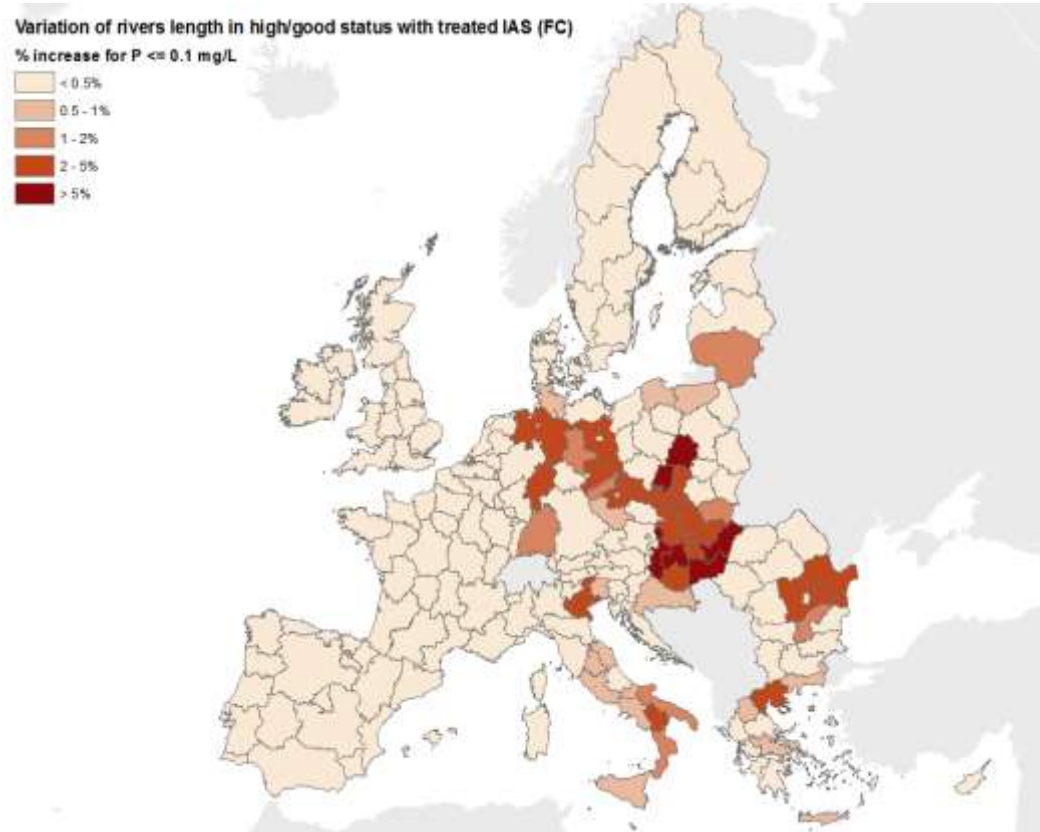 Variation of rivers length in high/good status with treated IAS (FC)
% increase for P <= 0.1 mg/L
< 0.5%
0.5 - 1%
1 - 2%
2 - 5%
> 5%